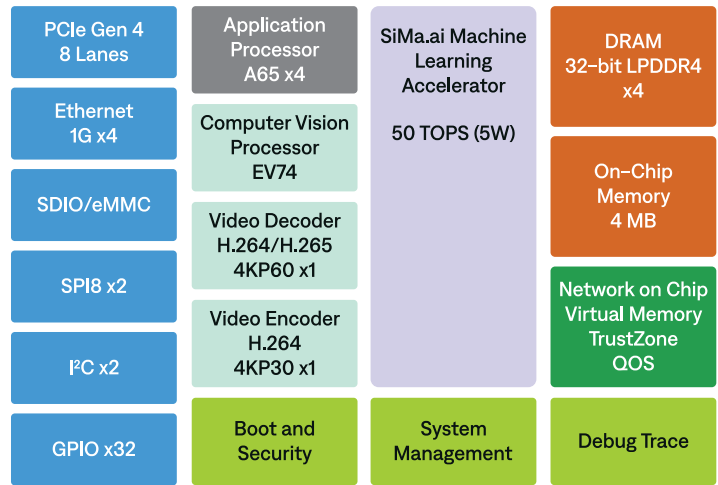 PCIe Gen 4
8 Lanes
Ethernet
1G x4
SDIO/eMMC
SPI8 x2
I²C x2
GPIO x32
Application
Processor
A65 x4
Computer Vision
Processor
EV74
Video Decoder
H.264/H.265
4KP60 x1
Video Encoder
H.264
4KP30 x1
Boot and
Security
SiMa.ai Machine
Learning
Accelerator
50 TOPS (5W)
System
Management
DRAM
32-bit LPDDR4
x4
On-Chip
Memory
4 MB
Network on Chip
Virtual Memory
TrustZone
QOS
Debug Trace